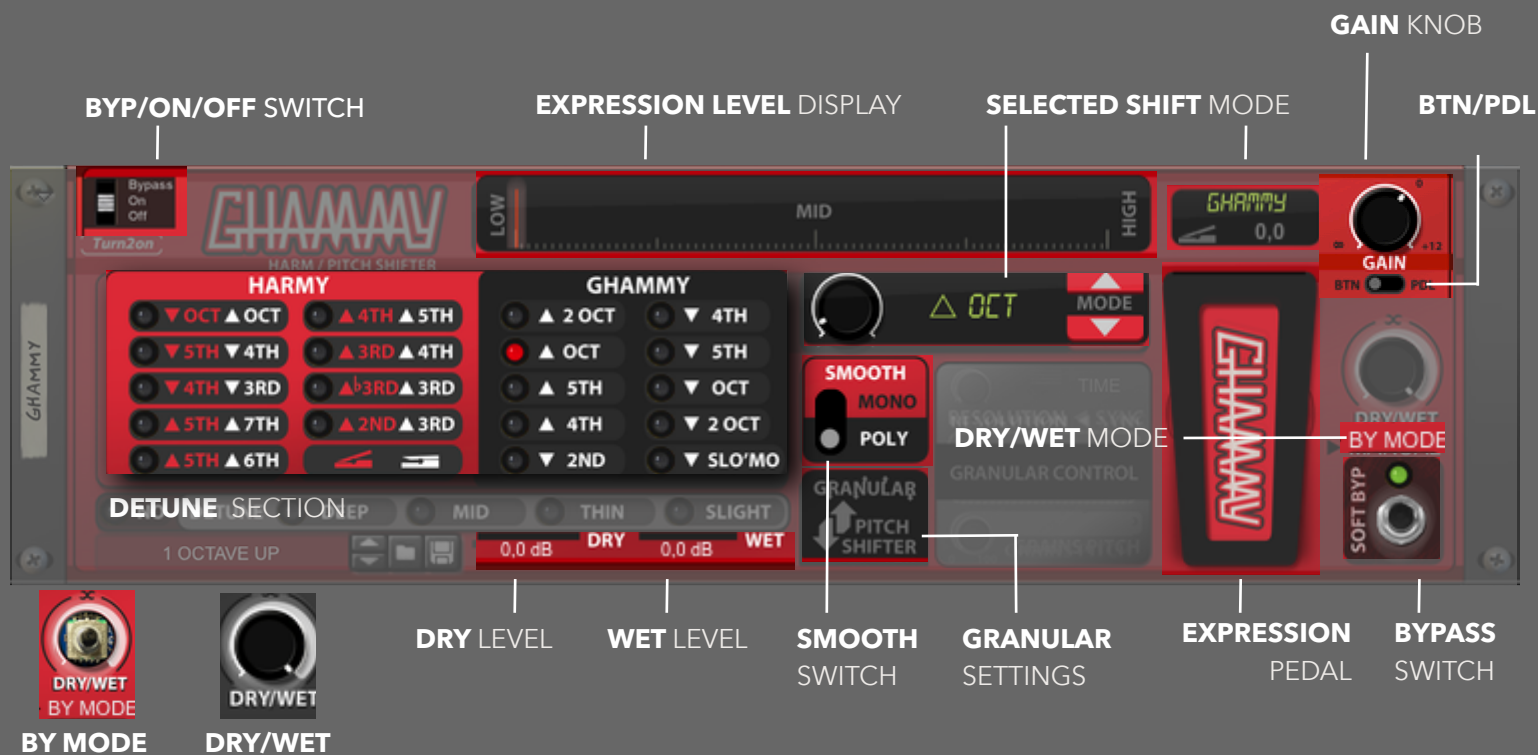 GAIN KNOB
BYP/ON/OFF SWITCH
EXPRESSION LEVEL DISPLAY
SELECTED SHIFT MODE
BTN/PDL
Bypass
On
Off
Turn2on
GHAMMY
HARM / PITCH SHIFTER
LOW
MID
HIGH
GHAMMY
0,0
0
∞
+12
GAIN
BTN
PDL
GHAMMY
HARMY
▼ OCT ▲ OCT
▲ 4TH ▲ 5TH
▼ 5TH ▼ 4TH
▲ 3RD ▲ 4TH
▼ 4TH ▼ 3RD
▲ b3RD ▲ 3RD
▲ 5TH ▲ 7TH
▲ 2ND ▲ 3RD
▲ 5TH ▲ 6TH
GHAMMY
▲ 2 OCT
▼ 4TH
▲ OCT
▼ 5TH
▲ 5TH
▼ OCT
▲ 4TH
▼ 2 OCT
▼ 2ND
▼ SLO'MO
△ OCT
MODE
SMOOTH
MONO
POLY
TIME
RESOLUTION ◄ SYNC
GRANULAR CONTROL
GRANULAR
PITCH
SHIFTER
GHAMMY
DRY/WET
DRY/WET MODE
BY MODE
SOFT BYP
DETUNE SECTION
DEEP
MID
THIN
SLIGHT
1 OCTAVE UP
0,0 dB
DRY
0,0 dB
WET
DRY LEVEL
WET LEVEL
SMOOTH
SWITCH
GRANULAR
SETTINGS
EXPRESSION
PEDAL
BYPASS
SWITCH
DRY/WET
BY MODE
BY MODE
DRY/WET
DRY/WET